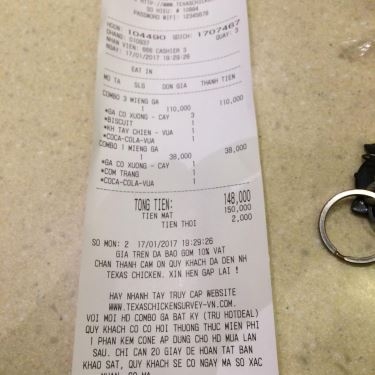 HTTP://WWW.TEXASCHICKEN
SO HIEU: # 10884
PASSWORD WIFI: 12345678
HODN: 104490 QDICH: 1707467
CHANG: 010937 QUAY: 3
NHAN VIEN: 986 CASHIER 3
NGAY: 17/01/2017 19:29:26
EAT IN
MO TA SLG DON GIA THANH TIEN
COMBO 3 MIENG GA
1 110,000 110,000
*GA CO XUONG - CAY 3
*BISCUIT 1
*KH TAY CHIEN - VUA 1
*COCA-COLA-VUA 1
COMBO 1 MIENG GA
1 38,000 38,000
*GA CO XUONG - CAY 1
*COM TRANG 1
*COCA-COLA-VUA 1
TONG TIEN: 148,000
TIEN MAT 150,000
TIEN THOI 2,000
SO MON: 2 17/01/2017 19:29:26
GIA TREN DA BAO GOM 10% VAT
CHAN THANH CAM ON QUY KHACH DA DEN NH
TEXAS CHICKEN. XIN HEN GAP LAI !
HAY NHANH TAY TRUY CAP WEBSITE
WWW.TEXASCHICKENSURVEY-VN.COM.
VOI MOI HD COMBO GA BAT KY (TRU HOTDEAL)
QUY KHACH CO CO HOI THUONG THUC MIEN PHI
1 PHAN KEM CONE AP DUNG CHO HD MUA LAN
SAU. CHI CAN 20 GIAY DE HOAN TAT BAN
KHAO SAT, QUY KHACH SE CO NGAY MA SO XAC